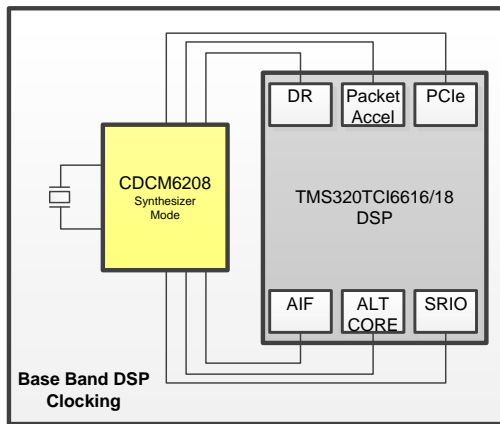 DR
Packet
Accel
PCIe
CDCM6208
Synthesizer
Mode
TMS320TCI6616/18
DSP
AIF
ALT
CORE
SRIO
Base Band DSP
Clocking